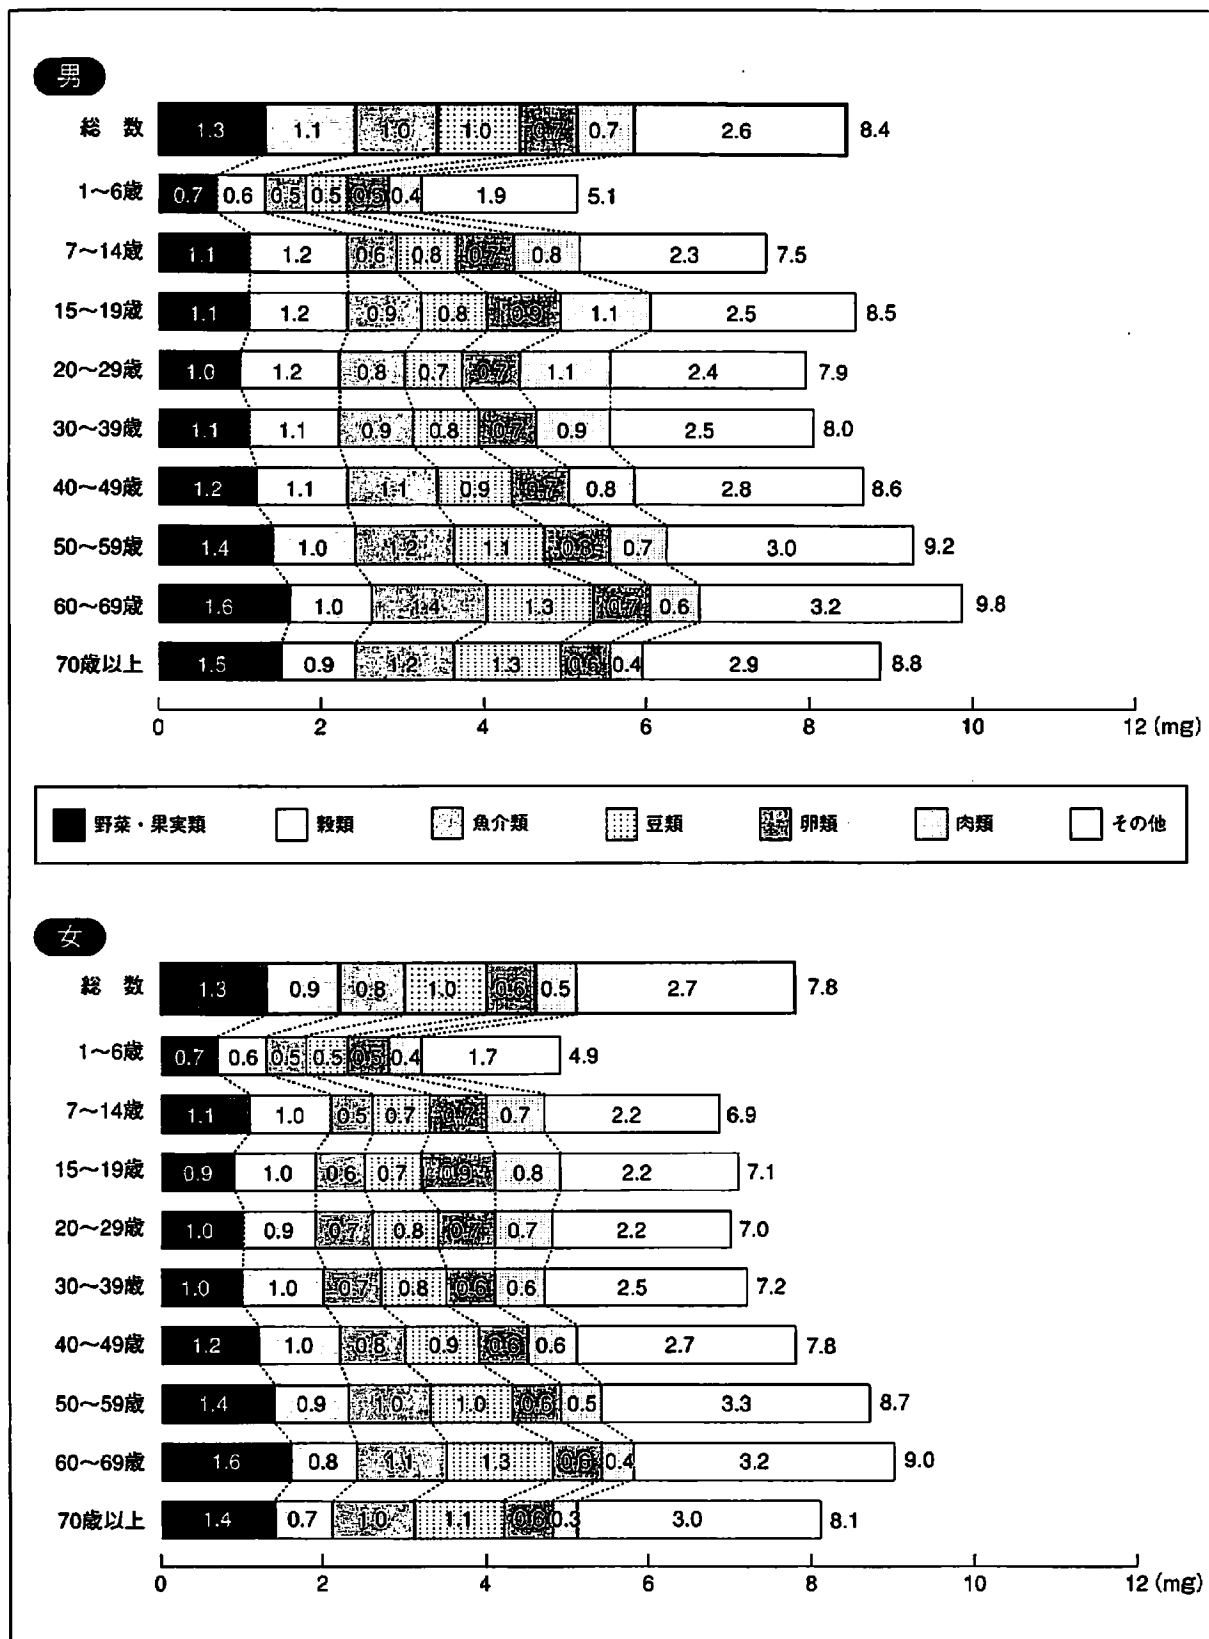 男
総 数 1.3 1.1 1.0 1.0 0.7 0.7 2.6 8.4
1～6歳 0.7 0.6 0.5 0.5 0.5 0.4 1.9 5.1
7～14歳 1.1 1.2 0.6 0.8 0.7 0.8 2.3 7.5
15～19歳 1.1 1.2 0.9 0.8 0.9 1.1 2.5 8.5
20～29歳 1.0 1.2 0.8 0.7 0.7 1.1 2.4 7.9
30～39歳 1.1 1.1 0.9 0.8 0.7 0.9 2.5 8.0
40～49歳 1.2 1.1 1.1 0.9 0.7 0.8 2.8 8.6
50～59歳 1.4 1.0 1.2 1.1 0.8 0.7 3.0 9.2
60～69歳 1.6 1.0 1.4 1.3 0.7 0.6 3.2 9.8
70歳以上 1.5 0.9 1.2 1.3 0.6 0.4 2.9 8.8
0 2 4 6 8 10 12 (mg)
野菜・果実類 穀類 魚介類 豆類 卵類 肉類 その他
女
総 数 1.3 0.9 0.8 1.0 0.6 0.5 2.7 7.8
1～6歳 0.7 0.6 0.5 0.5 0.5 0.4 1.7 4.9
7～14歳 1.1 1.0 0.5 0.7 0.7 0.7 2.2 6.9
15～19歳 0.9 1.0 0.6 0.7 0.9 0.8 2.2 7.1
20～29歳 1.0 0.9 0.7 0.8 0.7 0.7 2.2 7.0
30～39歳 1.0 1.0 0.7 0.8 0.6 0.6 2.5 7.2
40～49歳 1.2 1.0 0.8 0.9 0.6 0.6 2.7 7.8
50～59歳 1.4 0.9 1.0 1.0 0.6 0.5 3.3 8.7
60～69歳 1.6 0.8 1.1 1.3 0.6 0.4 3.2 9.0
70歳以上 1.4 0.7 1.0 1.1 0.6 0.3 3.0 8.1
0 2 4 6 8 10 12 (mg)